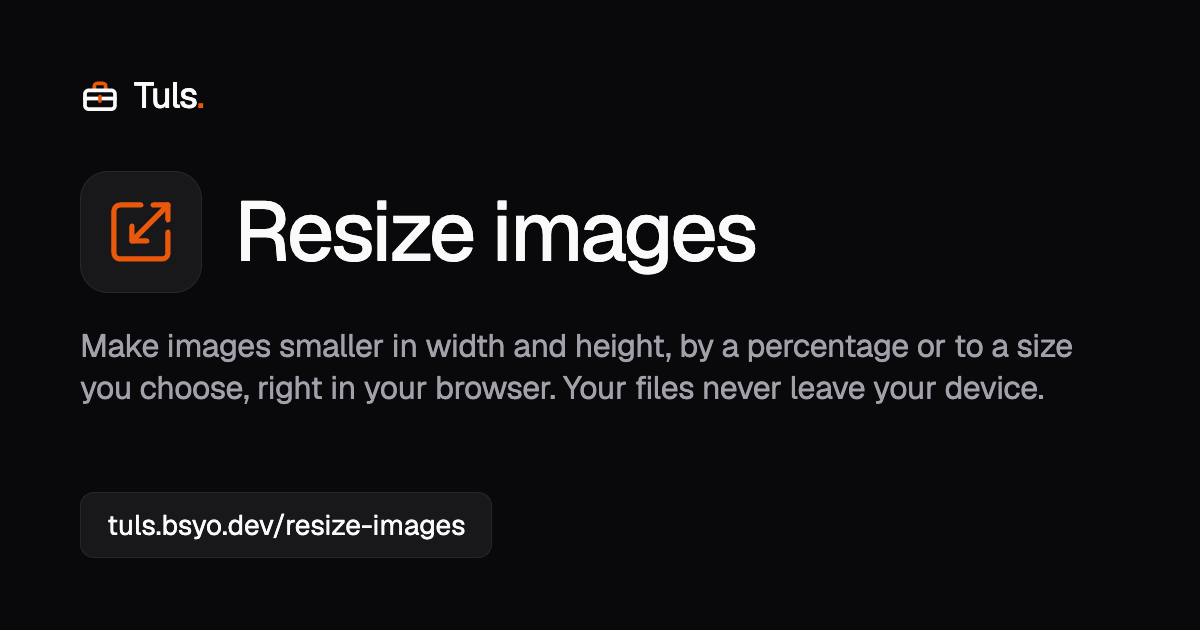 Tuls.
Resize images
Make images smaller in width and height, by a percentage or to a size
you choose, right in your browser. Your files never leave your device.
tuls.bsyo.dev/resize-images